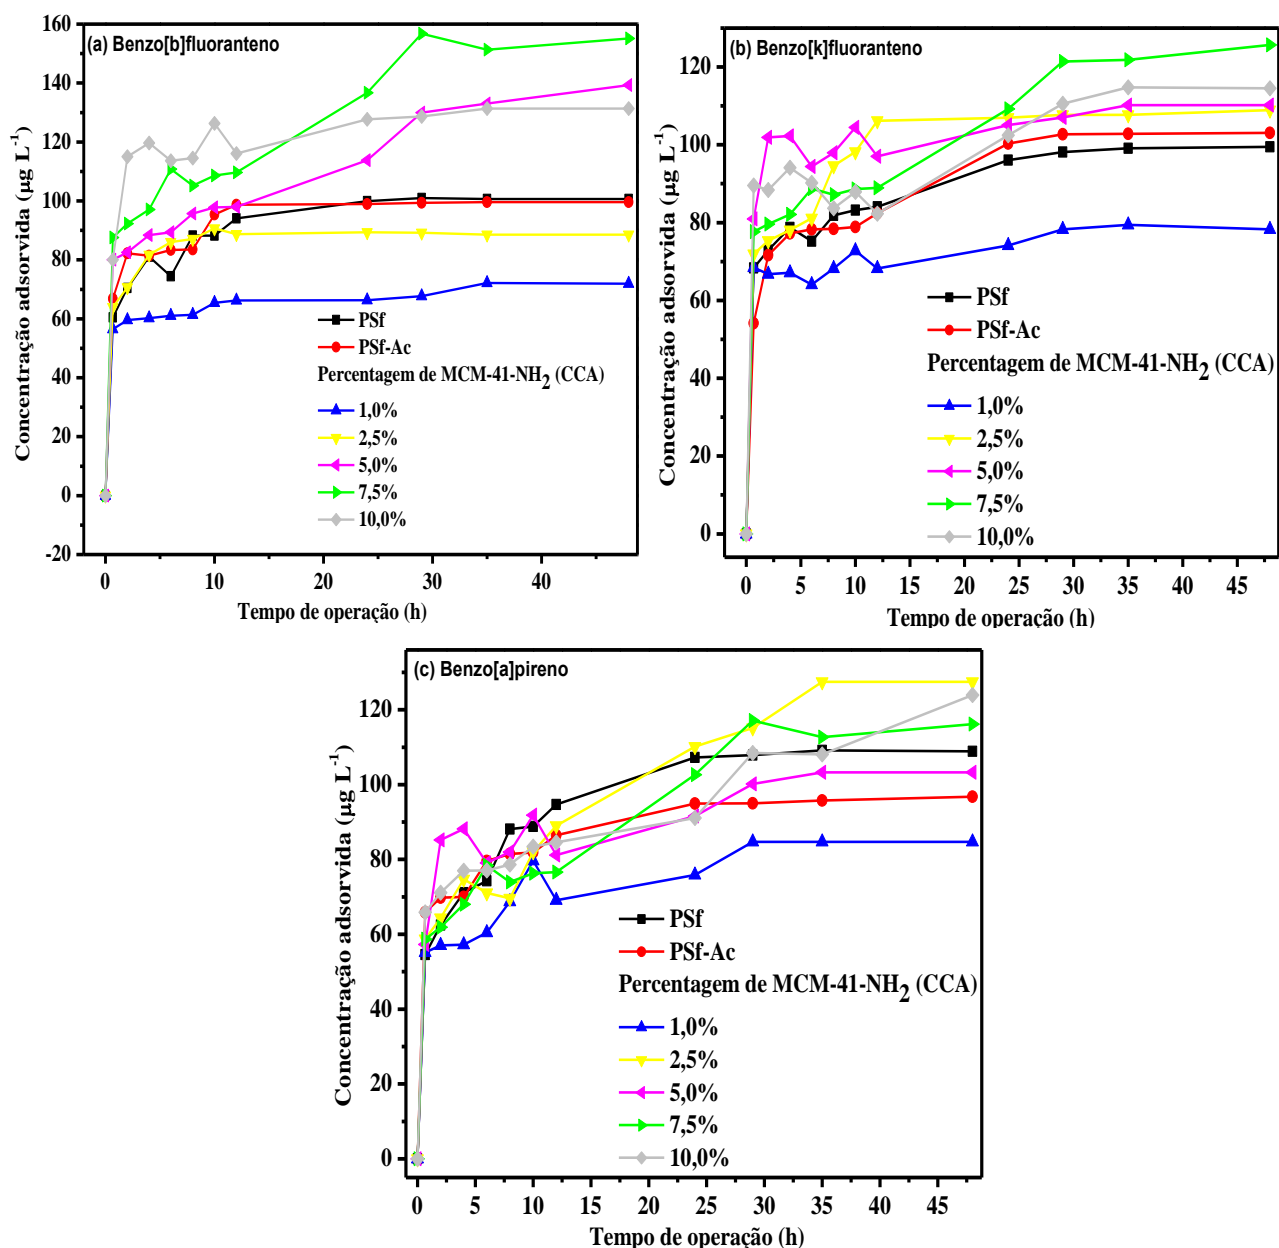 (a) Benzo[b]fluoranteno
Concentração adsorvida (µg L⁻¹)
160
140
120
100
80
60
40
20
0
-20
0 10 20 30 40
Tempo de operação (h)
PSf
PSf-Ac
Percentagem de MCM-41-NH₂ (CCA)
1,0%
2,5%
5,0%
7,5%
10,0%
(b) Benzo[k]fluoranteno
Concentração adsorvida (µg L⁻¹)
120
100
80
60
40
20
0
0 5 10 15 20 25 30 35 40 45
Tempo de operação (h)
PSf
PSf-Ac
Percentagem de MCM-41-NH₂ (CCA)
1,0%
2,5%
5,0%
7,5%
10,0%
(c) Benzo[a]pireno
Concentração adsorvida (µg L⁻¹)
120
100
80
60
40
20
0
0 5 10 15 20 25 30 35 40 45
Tempo de operação (h)
PSf
PSf-Ac
Percentagem de MCM-41-NH₂ (CCA)
1,0%
2,5%
5,0%
7,5%
10,0%